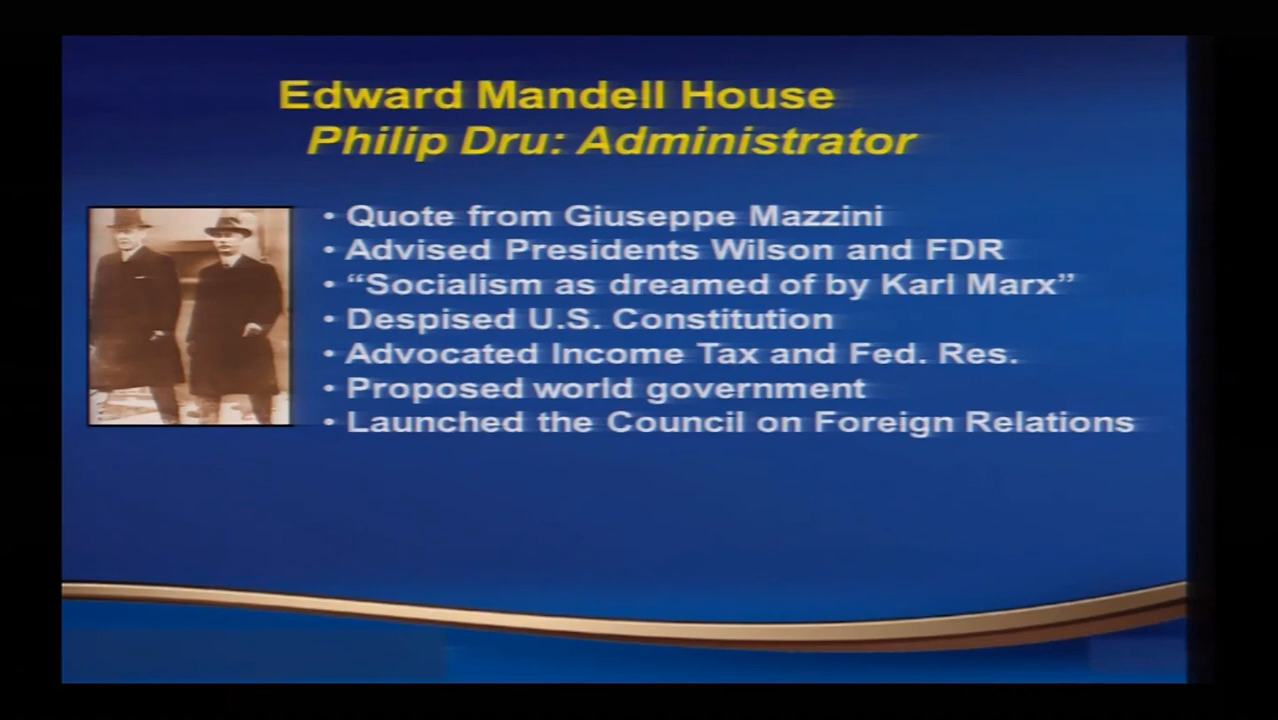 Edward Mandell House
Philip Dru: Administrator
• Quote from Giuseppe Mazzini
• Advised Presidents Wilson and FDR
• “Socialism as dreamed of by Karl Marx”
• Despised U.S. Constitution
• Advocated Income Tax and Fed. Res.
• Proposed world government
• Launched the Council on Foreign Relations